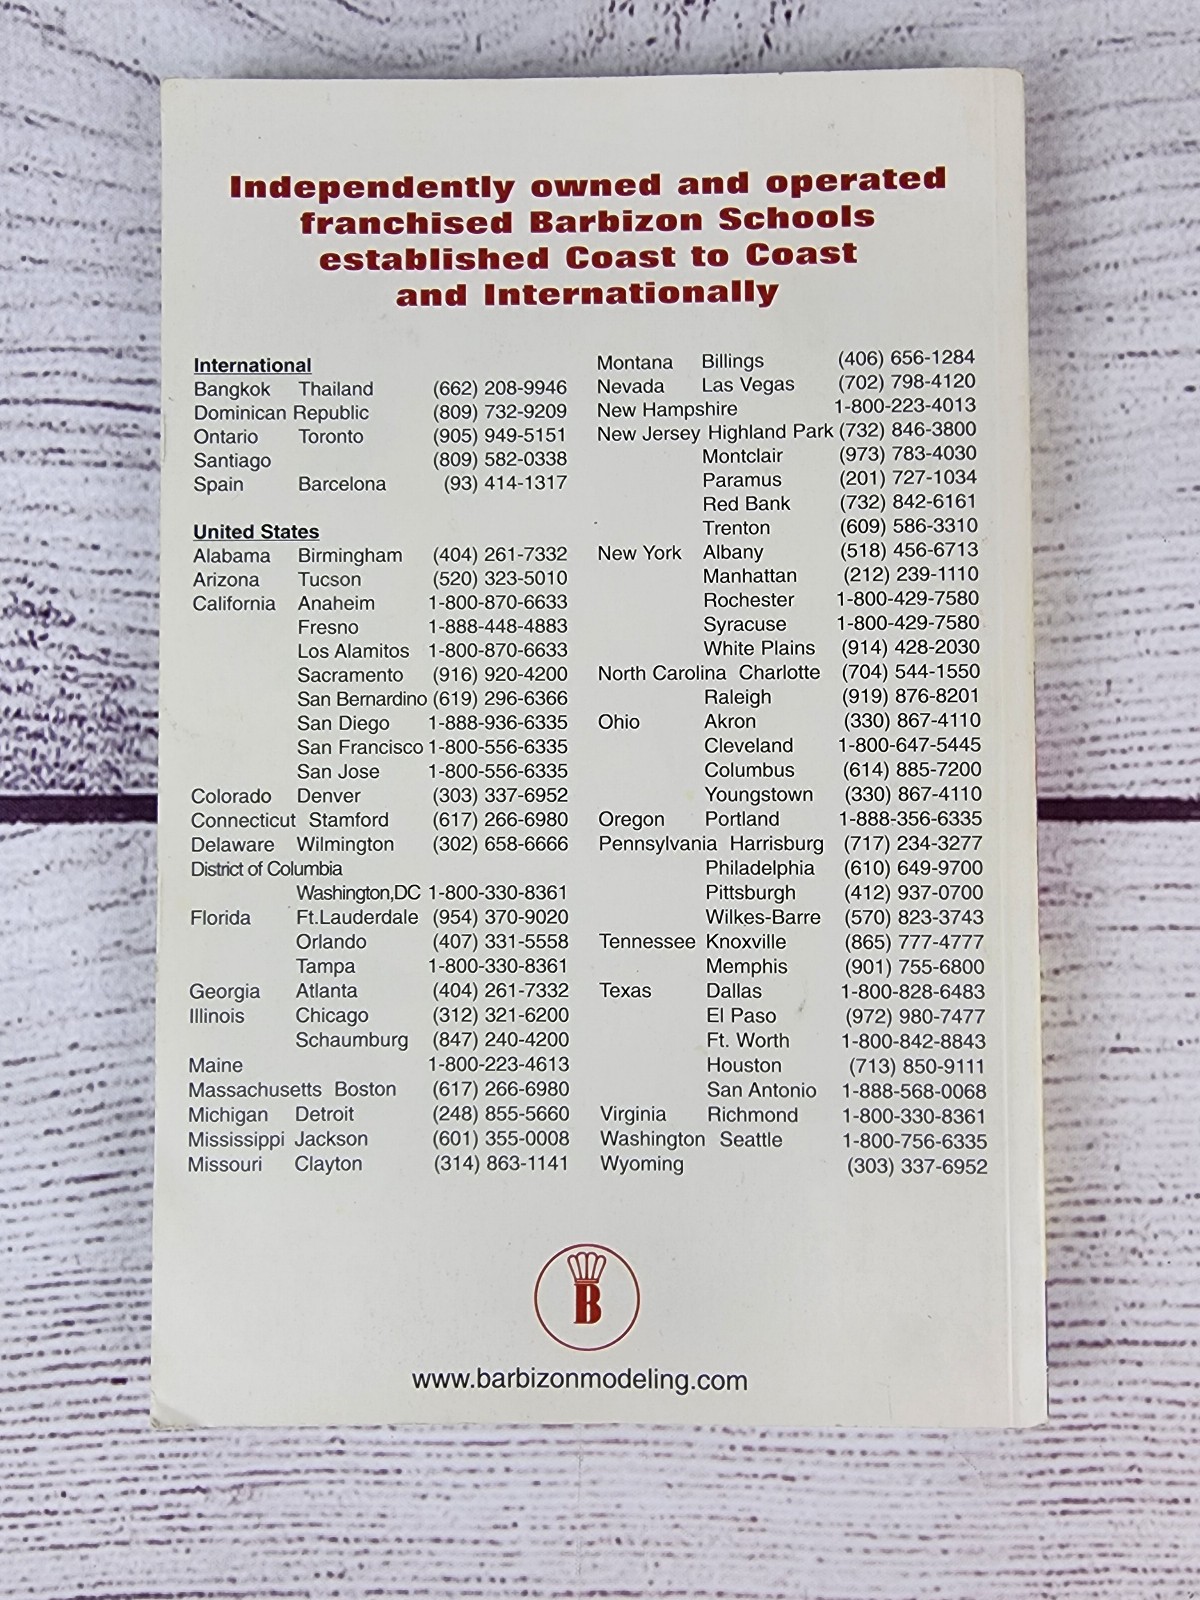 Independently owned and operated
franchised Barbizon Schools
established Coast to Coast
and Internationally
International
Bangkok Thailand (662) 208-9946
Dominican Republic (809) 732-9209
Ontario Toronto (905) 949-5151
Santiago (809) 582-0338
Spain Barcelona (93) 414-1317
United States
Alabama Birmingham (404) 261-7332
Arizona Tucson (520) 323-5010
California Anaheim 1-800-870-6633
Fresno 1-888-448-4883
Los Alamitos 1-800-870-6633
Sacramento (916) 920-4200
San Bernardino (619) 296-6366
San Diego 1-888-936-6335
San Francisco 1-800-556-6335
San Jose 1-800-556-6335
Colorado Denver (303) 337-6952
Connecticut Stamford (617) 266-6980
Delaware Wilmington (302) 658-6666
District of Columbia
Washington,DC 1-800-330-8361
Florida Ft.Lauderdale (954) 370-9020
Orlando (407) 331-5558
Tampa 1-800-330-8361
Georgia Atlanta (404) 261-7332
Illinois Chicago (312) 321-6200
Schaumburg (847) 240-4200
Maine 1-800-223-4613
Massachusetts Boston (617) 266-6980
Michigan Detroit (248) 855-5660
Mississippi Jackson (601) 355-0008
Missouri Clayton (314) 863-1141
Montana Billings (406) 656-1284
Nevada Las Vegas (702) 798-4120
New Hampshire 1-800-223-4013
New Jersey Highland Park (732) 846-3800
Montclair (973) 783-4030
Paramus (201) 727-1034
Red Bank (732) 842-6161
Trenton (609) 586-3310
New York Albany (518) 456-6713
Manhattan (212) 239-1110
Rochester 1-800-429-7580
Syracuse 1-800-429-7580
White Plains (914) 428-2030
North Carolina Charlotte (704) 544-1550
Raleigh (919) 876-8201
Ohio Akron (330) 867-4110
Cleveland 1-800-647-5445
Columbus (614) 885-7200
Youngstown (330) 867-4110
Oregon Portland 1-888-356-6335
Pennsylvania Harrisburg (717) 234-3277
Philadelphia (610) 649-9700
Pittsburgh (412) 937-0700
Wilkes-Barre (570) 823-3743
Tennessee Knoxville (865) 777-4777
Memphis (901) 755-6800
Texas Dallas 1-800-828-6483
El Paso (972) 980-7477
Ft. Worth 1-800-842-8843
Houston (713) 850-9111
San Antonio 1-888-568-0068
Virginia Richmond 1-800-330-8361
Washington Seattle 1-800-756-6335
Wyoming (303) 337-6952
B
www.barbizonmodeling.com